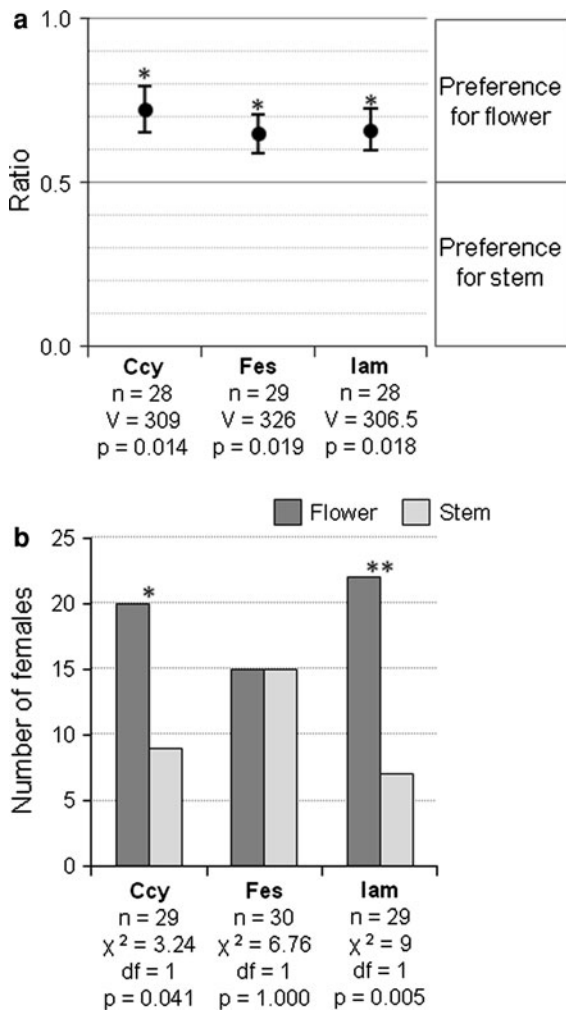 a
1.0
Ratio
0.5
0.0
Preference
for flower
Preference
for stem
*
*
*
Ccy Fes Iam
n = 28 n = 29 n = 28
V = 309 V = 326 V = 306.5
p = 0.014 p = 0.019 p = 0.018
Flower Stem
b
Number of females
25
20
15
10
5
0
*
**
Ccy Fes Iam
n = 29 n = 30 n = 29
χ² = 3.24 χ² = 6.76 χ² = 9
df = 1 df = 1 df = 1
p = 0.041 p = 1.000 p = 0.005